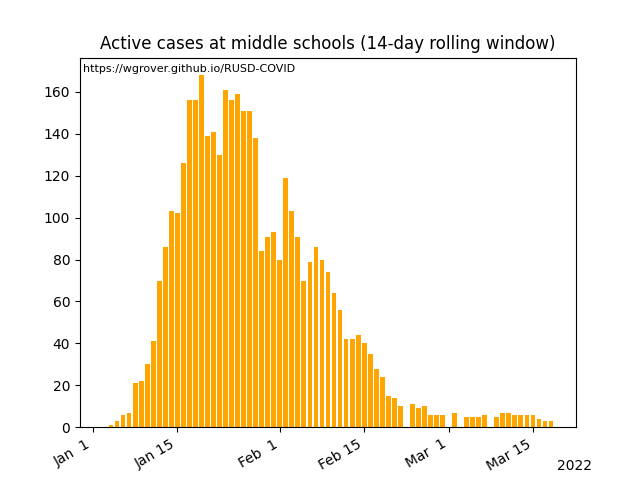 Active cases at middle schools (14-day rolling window)
https://wgrover.github.io/RUSD-COVID
160
140
120
100
80
60
40
20
0
Jan 1
Jan 15
Feb 1
Feb 15
Mar 1
Mar 15
2022